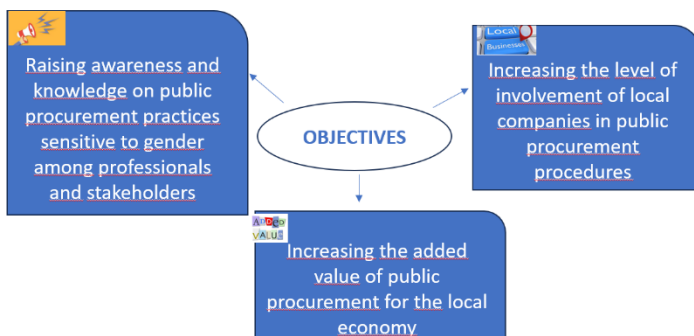 Raising awareness and
knowledge on public
procurement practices
sensitive to gender
among professionals
and stakeholders
OBJECTIVES
Local
Businesses
Increasing the level of
involvement of local
companies in public
procurement
procedures
ADDED
VALUE
Increasing the added
value of public
procurement for the local
economy